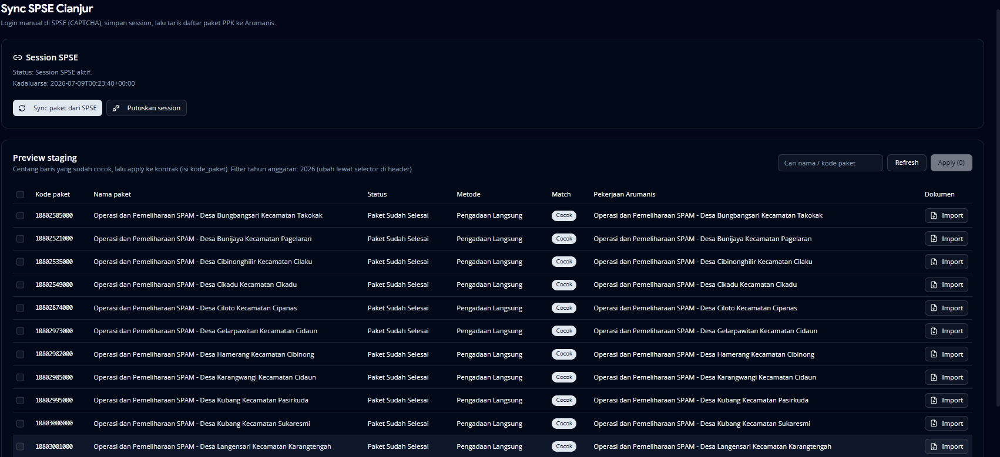 Sync SPSE Cianjur
Login manual di SPSE (CAPTCHA), simpan session, lalu tarik daftar paket PPK ke Arumanis.
Session SPSE
Status: Session SPSE aktif.
Kadaluarsa: 2026-07-09T00:23:40+00:00
Sync paket dari SPSE Putuskan session
Preview staging
Centang baris yang sudah cocok, lalu apply ke kontrak (isi kode_paket). Filter tahun anggaran: 2026 (ubah lewat selector di header).
Cari nama / kode paket Refresh Apply (0)
Kode paket Nama paket Status Metode Match Pekerjaan Arumanis Dokumen
10802505000 Operasi dan Pemeliharaan SPAM - Desa Bungbangsari Kecamatan Takokak Paket Sudah Selesai Pengadaan Langsung Cocok Operasi dan Pemeliharaan SPAM - Desa Bungbangsari Kecamatan Takokak Import
10802521000 Operasi dan Pemeliharaan SPAM - Desa Bunijaya Kecamatan Pagelaran Paket Sudah Selesai Pengadaan Langsung Cocok Operasi dan Pemeliharaan SPAM - Desa Bunijaya Kecamatan Pagelaran Import
10802535000 Operasi dan Pemeliharaan SPAM - Desa Cibinonghilir Kecamatan Cilaku Paket Sudah Selesai Pengadaan Langsung Cocok Operasi dan Pemeliharaan SPAM - Desa Cibinonghilir Kecamatan Cilaku Import
10802549000 Operasi dan Pemeliharaan SPAM - Desa Cikadu Kecamatan Cikadu Paket Sudah Selesai Pengadaan Langsung Cocok Operasi dan Pemeliharaan SPAM - Desa Cikadu Kecamatan Cikadu Import
10802874000 Operasi dan Pemeliharaan SPAM - Desa Ciloto Kecamatan Cipanas Paket Sudah Selesai Pengadaan Langsung Cocok Operasi dan Pemeliharaan SPAM - Desa Ciloto Kecamatan Cipanas Import
10802973000 Operasi dan Pemeliharaan SPAM - Desa Gelarpawitan Kecamatan Cidaun Paket Sudah Selesai Pengadaan Langsung Cocok Operasi dan Pemeliharaan SPAM - Desa Gelarpawitan Kecamatan Cidaun Import
10802982000 Operasi dan Pemeliharaan SPAM - Desa Hamerang Kecamatan Cibinong Paket Sudah Selesai Pengadaan Langsung Cocok Operasi dan Pemeliharaan SPAM - Desa Hamerang Kecamatan Cibinong Import
10802985000 Operasi dan Pemeliharaan SPAM - Desa Karangwangi Kecamatan Cidaun Paket Sudah Selesai Pengadaan Langsung Cocok Operasi dan Pemeliharaan SPAM - Desa Karangwangi Kecamatan Cidaun Import
10802995000 Operasi dan Pemeliharaan SPAM - Desa Kubang Kecamatan Pasirkuda Paket Sudah Selesai Pengadaan Langsung Cocok Operasi dan Pemeliharaan SPAM - Desa Kubang Kecamatan Pasirkuda Import
10803000000 Operasi dan Pemeliharaan SPAM - Desa Kubang Kecamatan Sukaresmi Paket Sudah Selesai Pengadaan Langsung Cocok Operasi dan Pemeliharaan SPAM - Desa Kubang Kecamatan Sukaresmi Import
10803001000 Operasi dan Pemeliharaan SPAM - Desa Langensari Kecamatan Karangtengah Paket Sudah Selesai Pengadaan Langsung Cocok Operasi dan Pemeliharaan SPAM - Desa Langensari Kecamatan Karangtengah Import